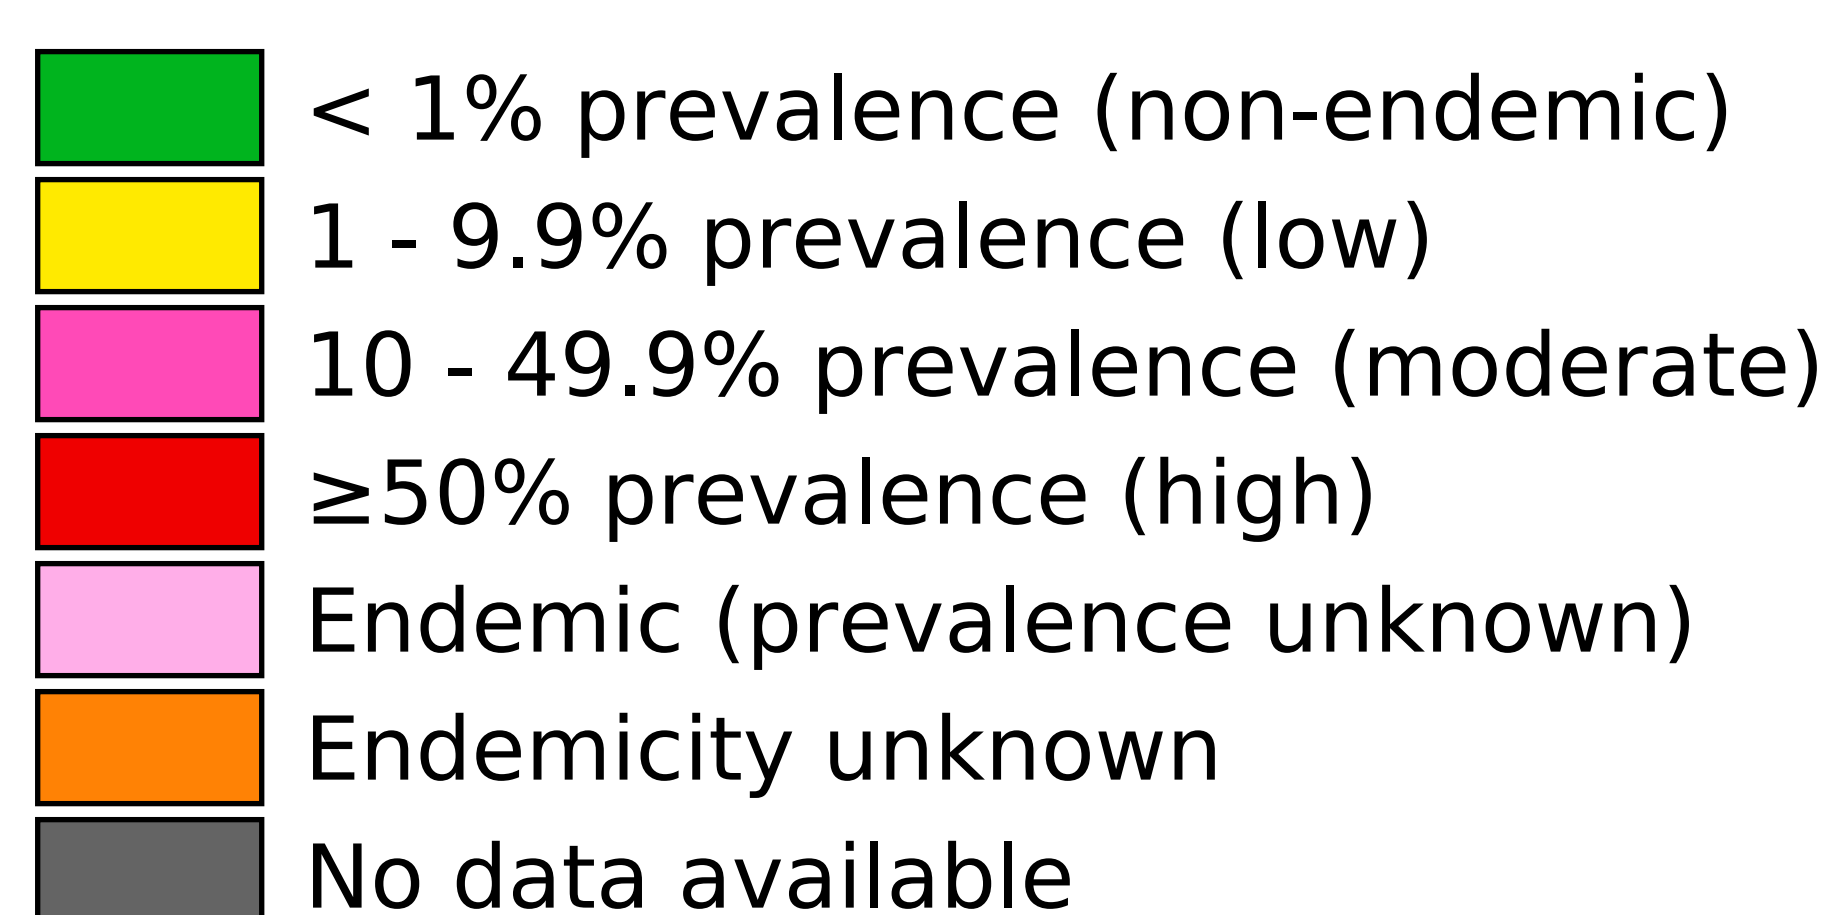 < 1% prevalence (non-endemic)
1 - 9.9% prevalence (low)
10 - 49.9% prevalence (moderate)
≥50% prevalence (high)
Endemic (prevalence unknown)
Endemicity unknown
No data available